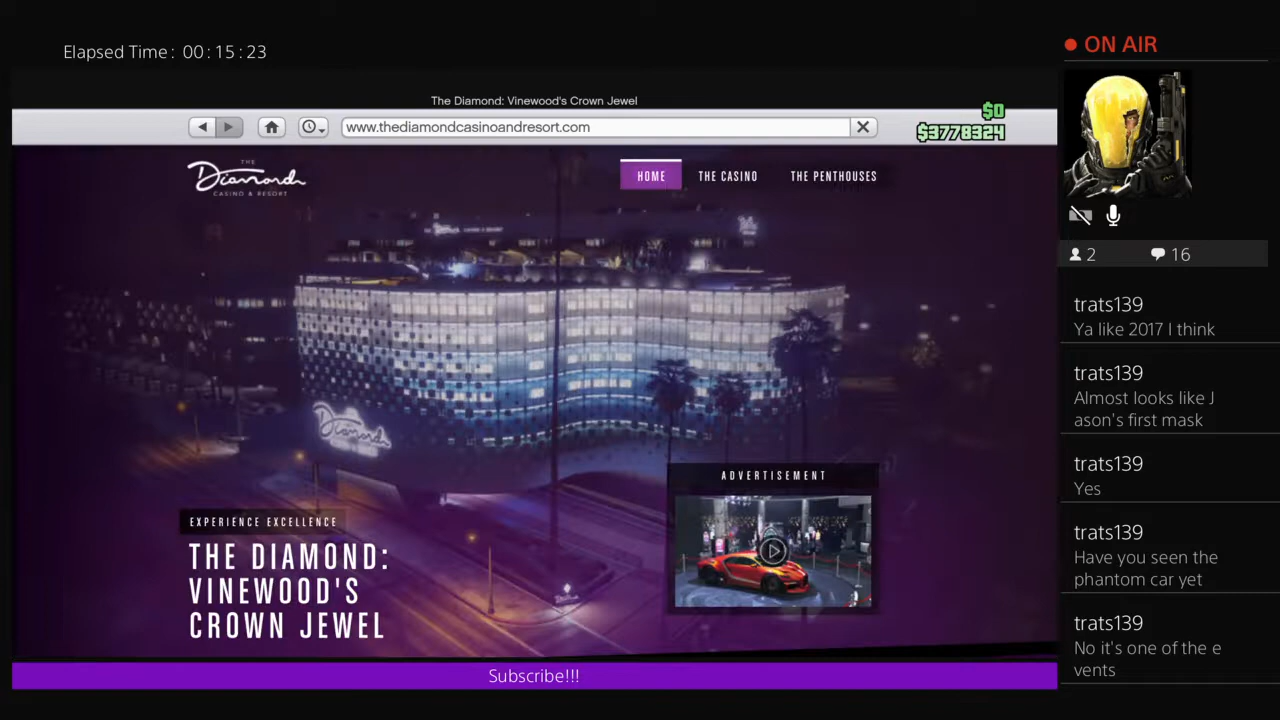 Elapsed Time: 00:15:23
ON AIR
The Diamond: Vinewood's Crown Jewel
www.thediamondcasinoandresort.com
$0
$3778324
THE
Diamond
CASINO & RESORT
HOME
THE CASINO
THE PENTHOUSES
Diamond
ADVERTISEMENT
EXPERIENCE EXCELLENCE
THE DIAMOND:
VINEWOOD'S
CROWN JEWEL
Subscribe!!!
2
16
trats139
Ya like 2017 I think
trats139
Almost looks like J
ason's first mask
trats139
Yes
trats139
Have you seen the
phantom car yet
trats139
No it's one of the e
vents